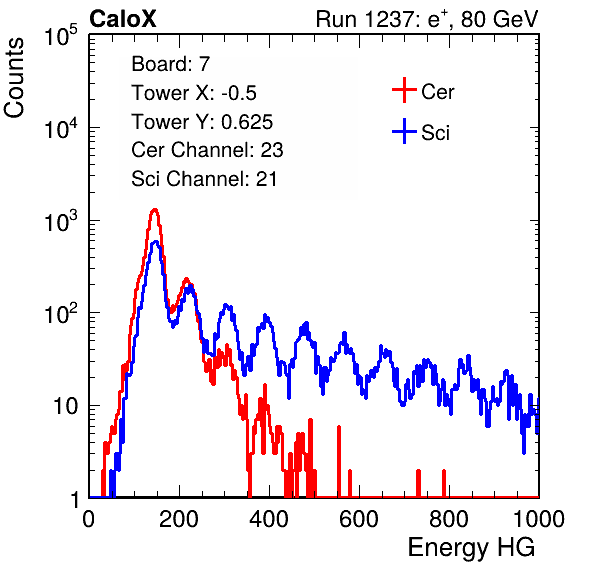 CaloX Run 1237: e⁺, 80 GeV
Counts
10⁵
10⁴
10³
10²
10
1
Board: 7
Tower X: -0.5
Tower Y: 0.625
Cer Channel: 23
Sci Channel: 21
Cer
Sci
0 200 400 600 800 1000
Energy HG